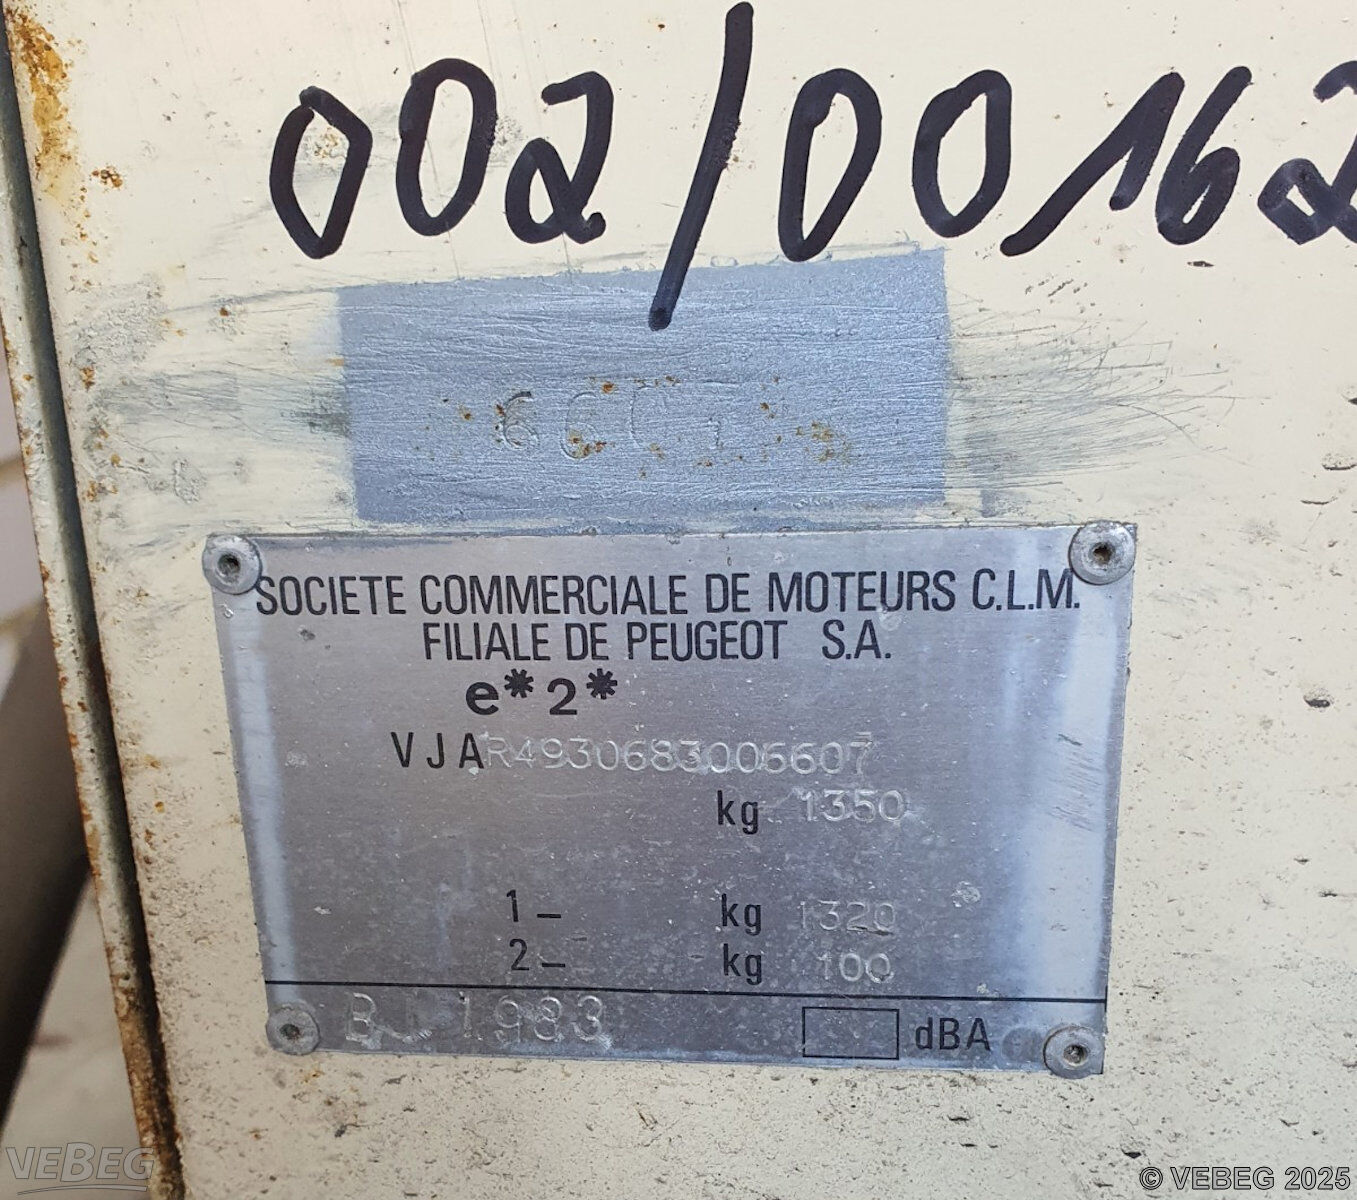 002/00162
SOCIETE COMMERCIALE DE MOTEURS C.L.M.
FILIALE DE PEUGEOT S.A.
e*2*
VJAR4930683006607
kg 1350
1- kg 1320
2- kg 100
BJ 1983
dBA
VEBEG
© VEBEG 2025